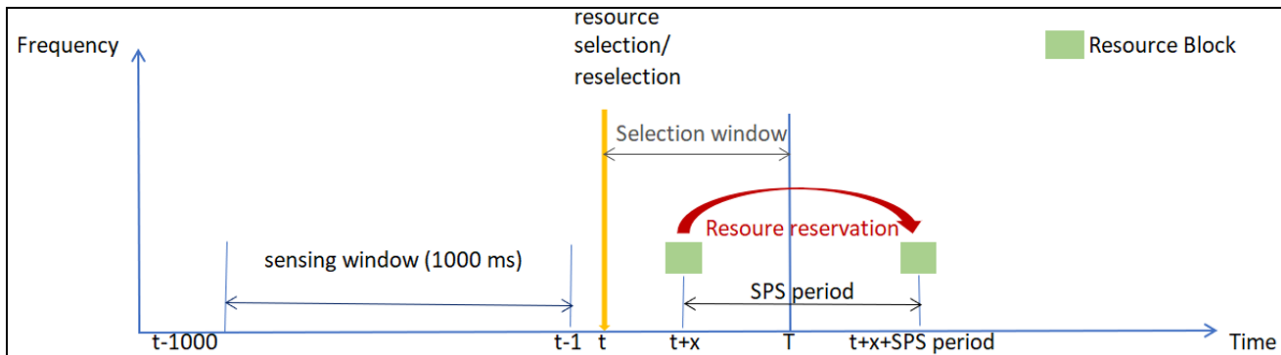 resource
selection/
reselection
Frequency
Resource Block
Selection window
Resoure reservation
sensing window (1000 ms)
SPS period
t-1000
t-1
t
t+x
T
t+x+SPS period
Time